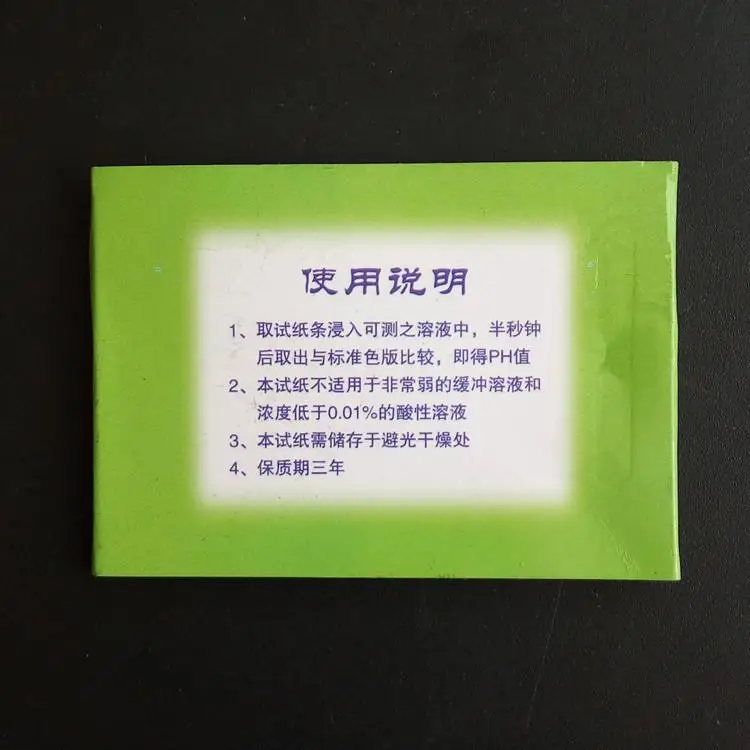 使用说明
1、取试纸条浸入可测之溶液中，半秒钟
后取出与标准色版比较，即得PH值
2、本试纸不适用于非常弱的缓冲溶液和
浓度低于0.01%的酸性溶液
3、本试纸需储存于避光干燥处
4、保质期三年